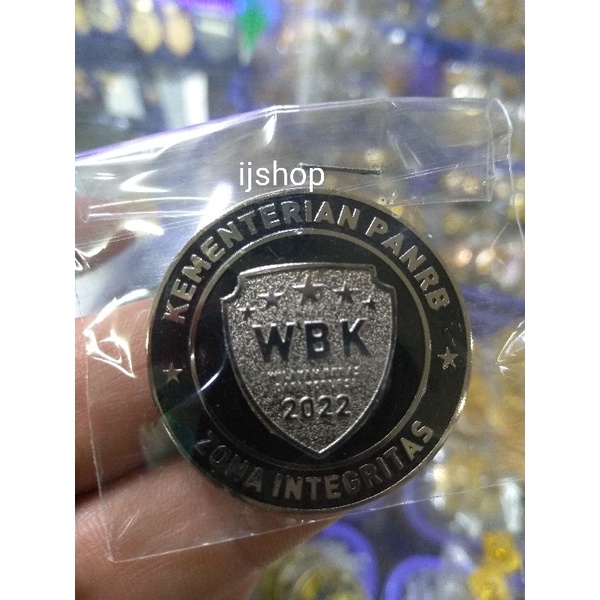 ijshop
KEMENTERIAN PANRB
WBK
2022
ZONA INTEGRITAS